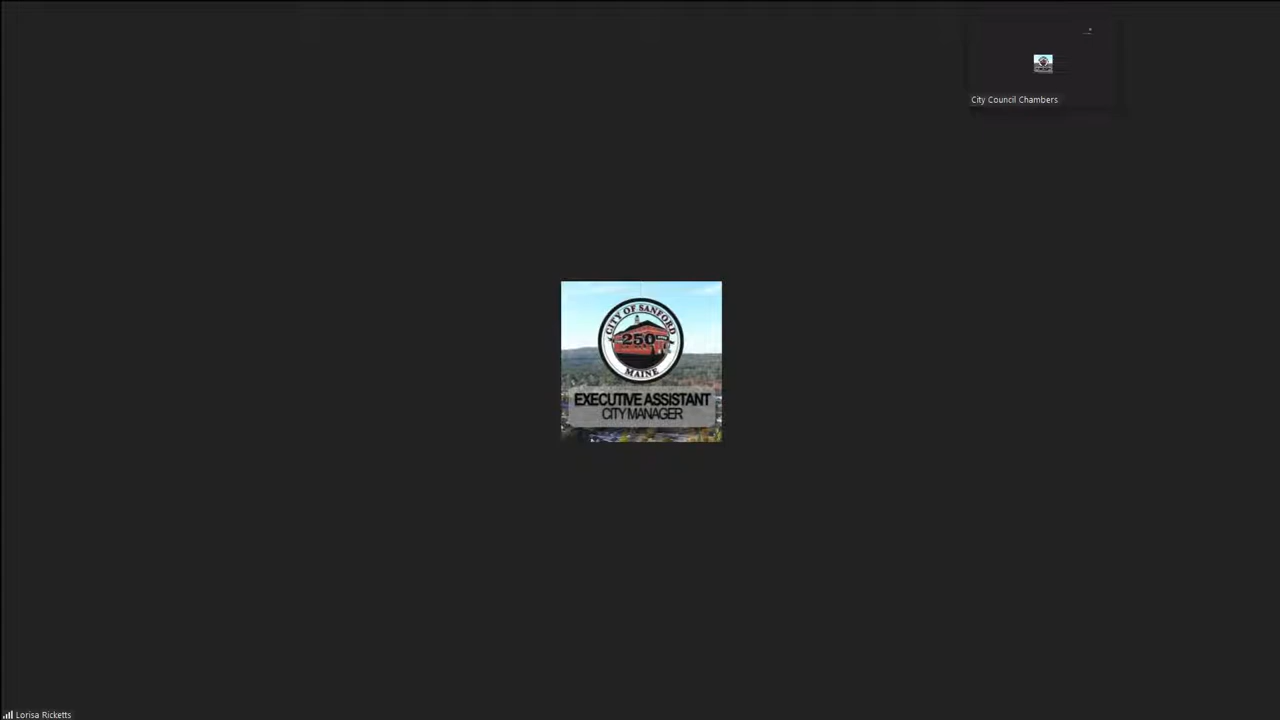 City Council Chambers
CITY OF SANFORD
250
MAINE
EXECUTIVE ASSISTANT
CITY MANAGER
Lorisa Ricketts